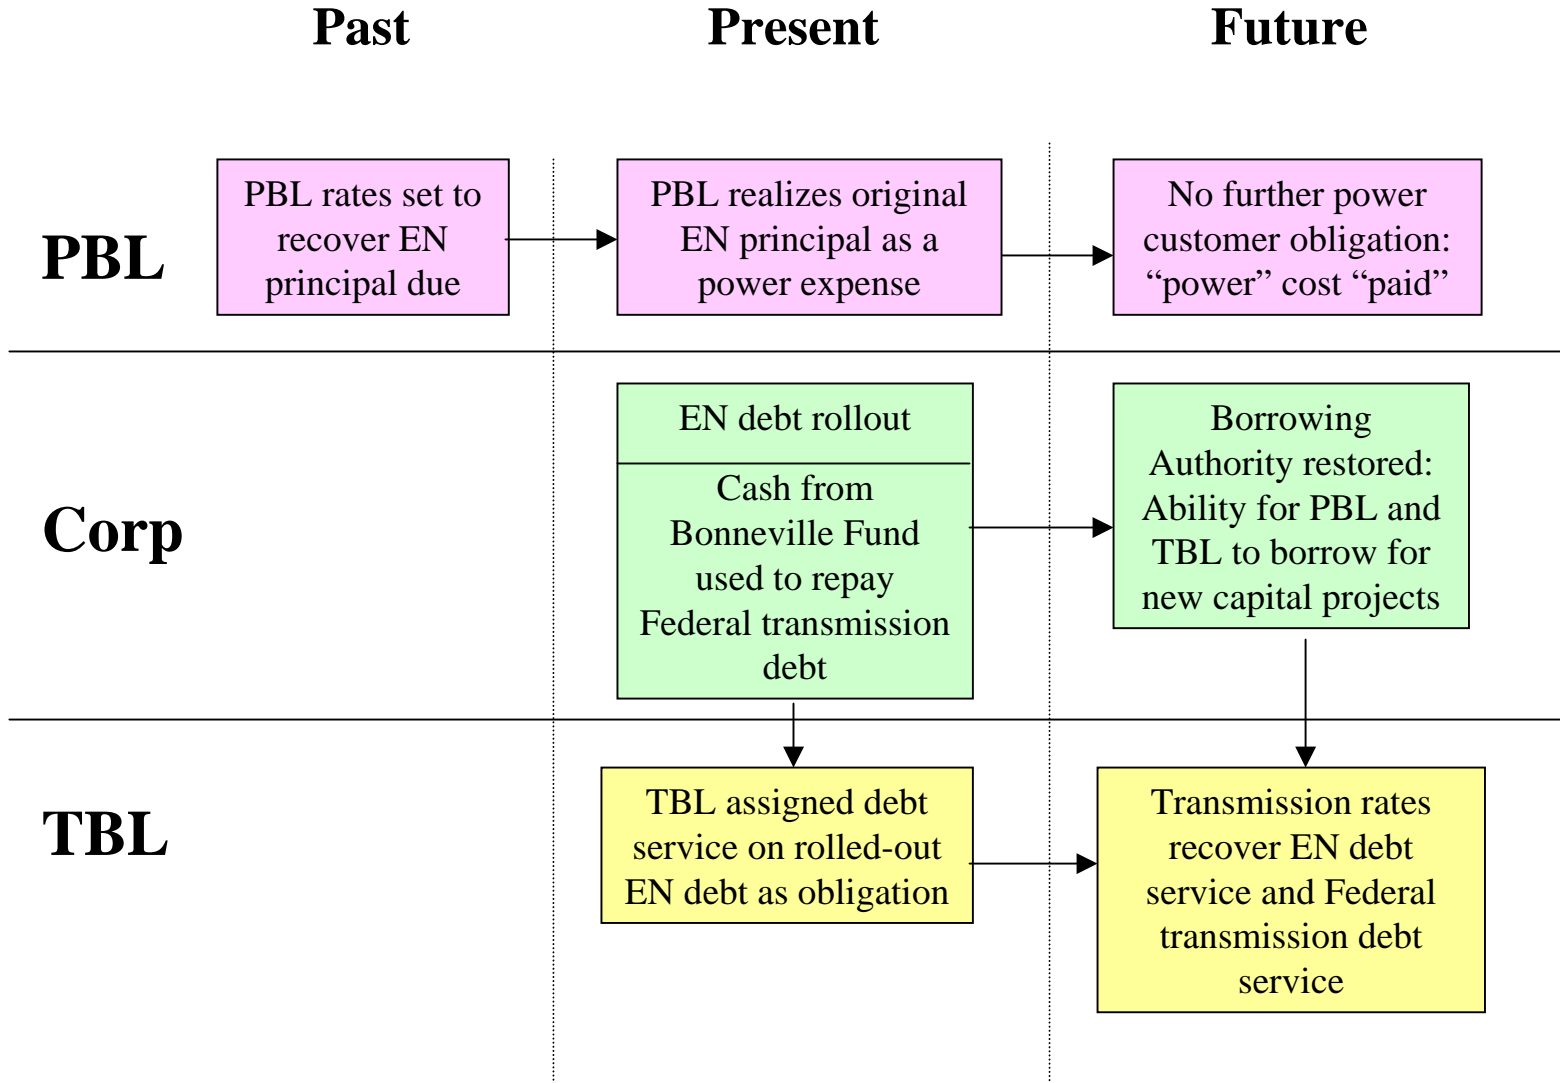 Past
Present
Future
PBL
PBL rates set to
recover EN
principal due
PBL realizes original
EN principal as a
power expense
No further power
customer obligation:
“power” cost “paid”
Corp
EN debt rollout
Cash from
Bonneville Fund
used to repay
Federal transmission
debt
Borrowing
Authority restored:
Ability for PBL and
TBL to borrow for
new capital projects
TBL
TBL assigned debt
service on rolled-out
EN debt as obligation
Transmission rates
recover EN debt
service and Federal
transmission debt
service